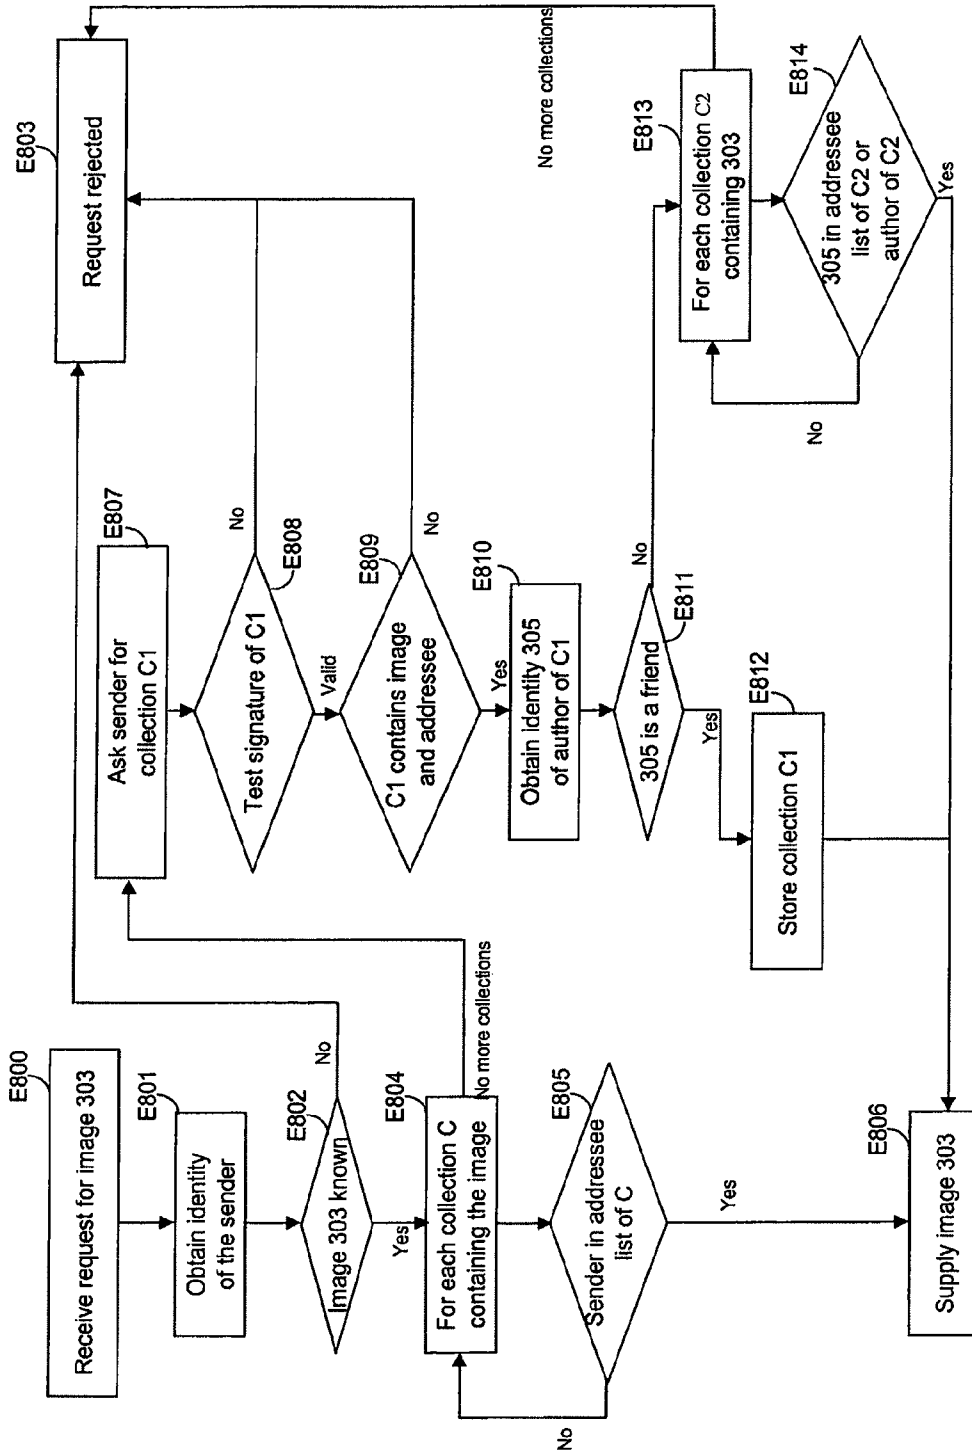 E800
Receive request for image 303
E801
Obtain identity
of the sender
E802
Image 303 known
No
Yes
E803
Request rejected
E804
For each collection C
containing the image
No more collections
E805
Sender in addressee
list of C
No
Yes
E806
Supply image 303
E807
Ask sender for
collection C1
E808
Test signature of C1
No
Valid
E809
C1 contains image
and addressee
No
Yes
E810
Obtain identity 305
of author of C1
E811
305 is a friend
No
Yes
E812
Store collection C1
E813
For each collection C2
containing 303
No more collections
E814
305 in addressee
list of C2 or
author of C2
No
Yes